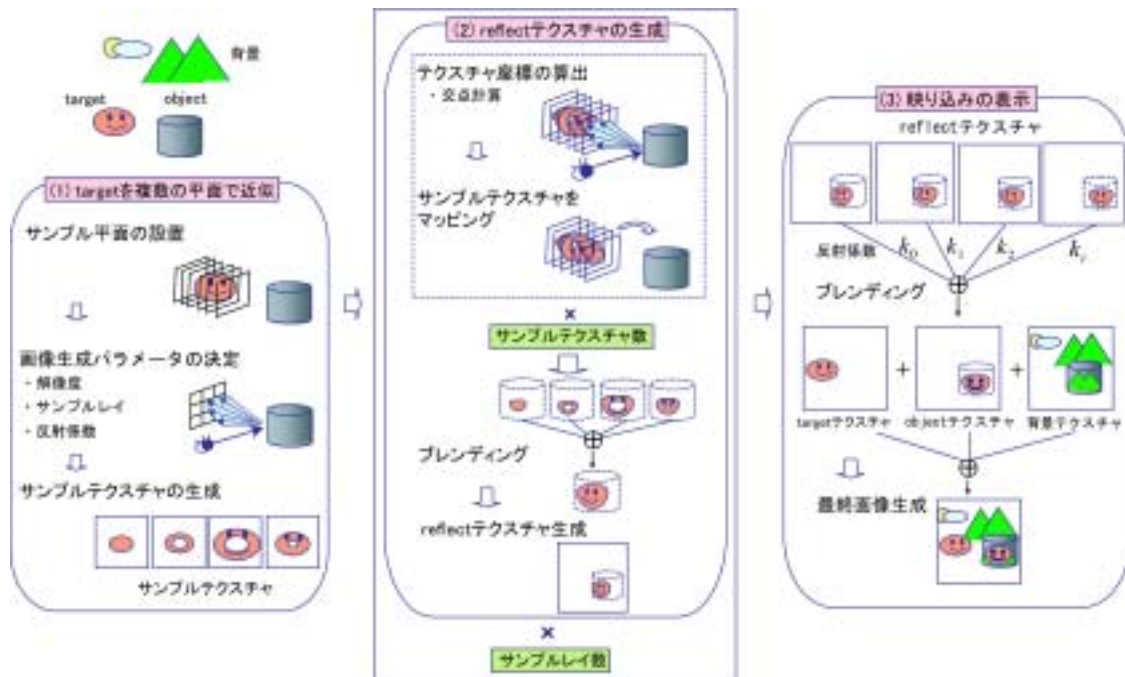 背景
target
object
(1) targetを複数の平面で近似
サンプル平面の設置
画像生成パラメータの決定
・解像度
・サンプルレイ
・反射係数
サンプルテクスチャの生成
サンプルテクスチャ
(2) reflectテクスチャの生成
テクスチャ座標の算出
・交点計算
サンプルテクスチャを
マッピング
×
サンプルテクスチャ数
ブレンディング
reflectテクスチャ生成
×
サンプルレイ数
(3) 映り込みの表示
reflectテクスチャ
反射係数
k0
k1
k2
kr
ブレンディング
+
+
targetテクスチャ
objectテクスチャ
背景テクスチャ
最終画像生成